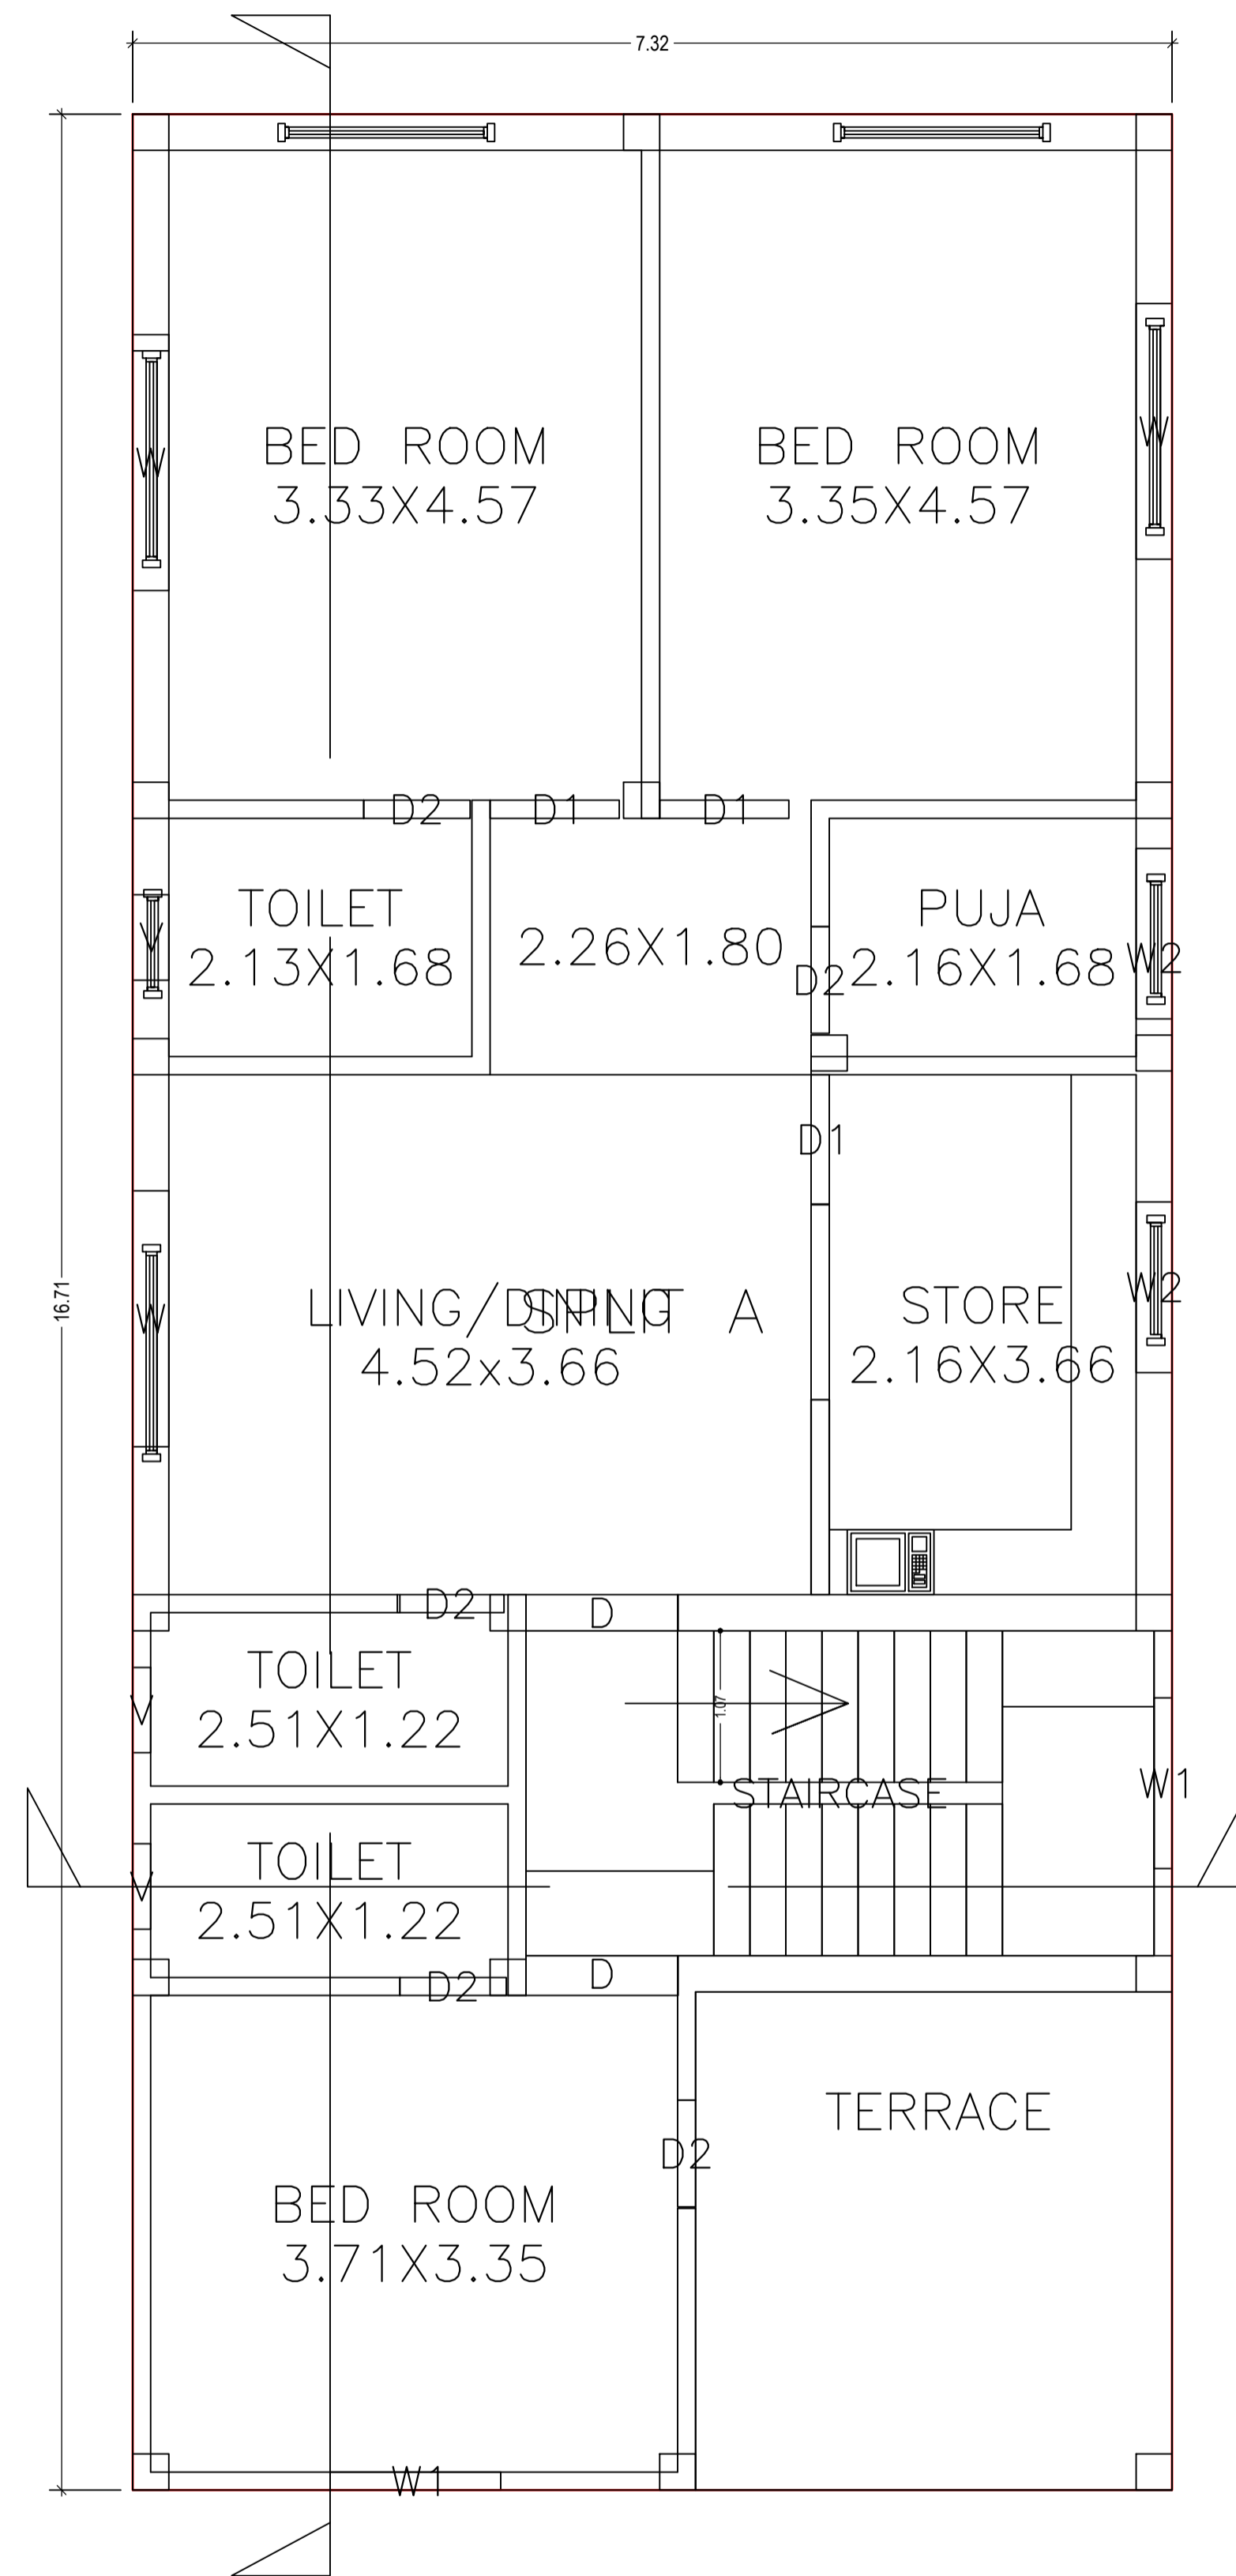 7.32
BED ROOM
3.33X4.57
BED ROOM
3.35X4.57
W
W
D2
D1
D1
TOILET
2.13X1.68
2.26X1.80
PUJA
2.16X1.68
V
W2
D2
D1
16.71
LIVING/DINING
4.52x3.66
SPLIT A
STORE
2.16X3.66
W
W2
D2
D
TOILET
2.51X1.22
V
1.07
STAIRCASE
W1
TOILET
2.51X1.22
V
D2
D
TERRACE
D2
BED ROOM
3.71X3.35
W1